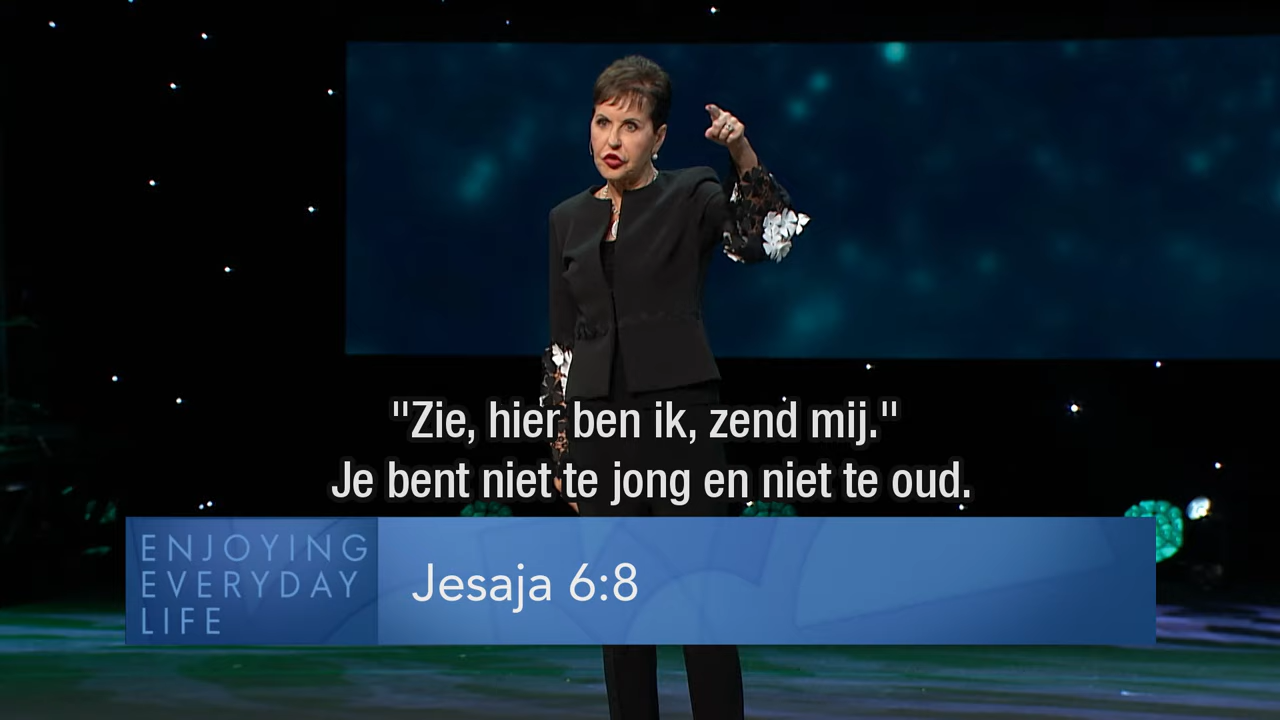 "Zie, hier ben ik, zend mij."
Je bent niet te jong en niet te oud.
ENJOYING
EVERYDAY
LIFE
Jesaja 6:8